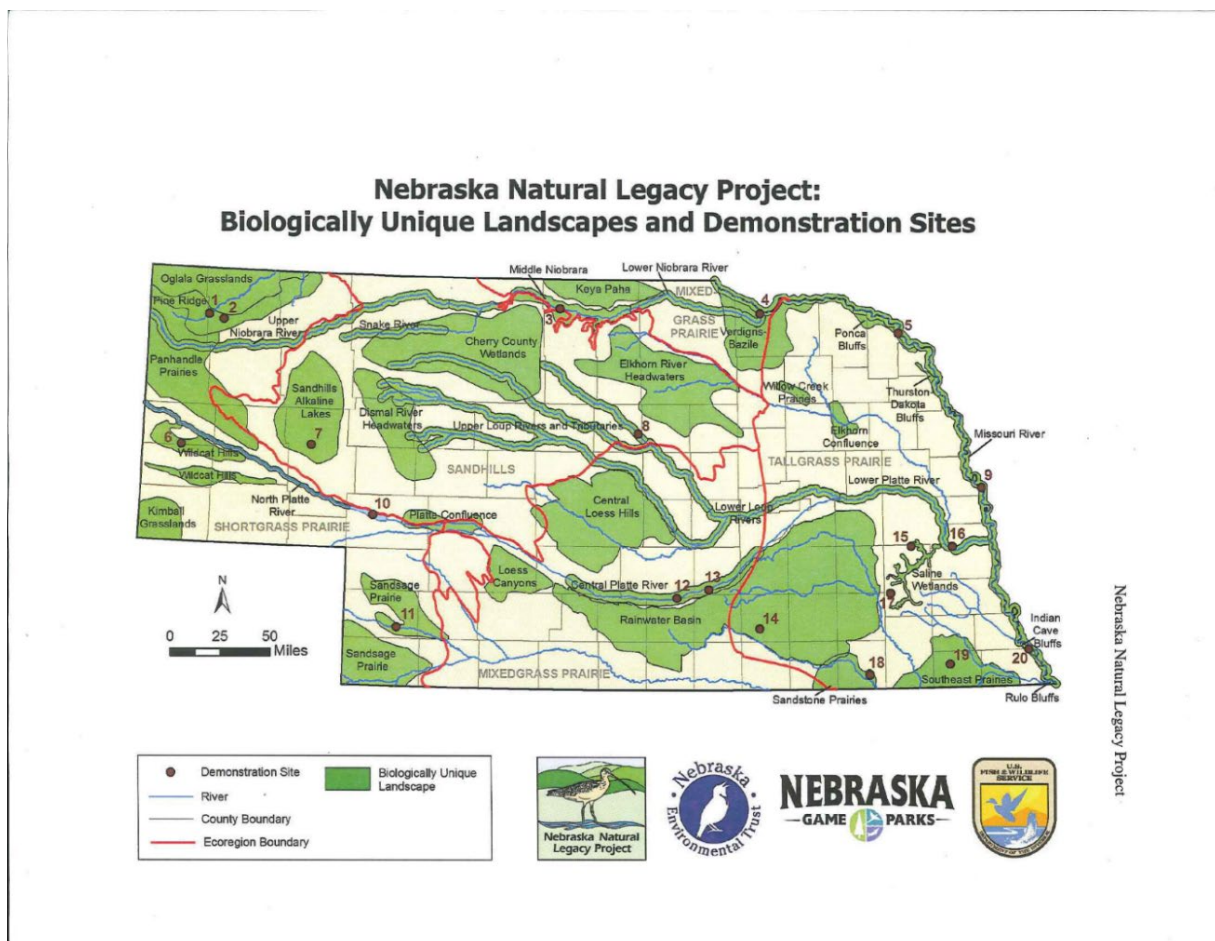 Nebraska Natural Legacy Project:
Biologically Unique Landscapes and Demonstration Sites
Middle Niobrara
Lower Niobrara River
Oglala Grasslands
Keya Paha
MIXED-
GRASS
PRAIRIE
Pine Ridge
1
2
3
4
5
Upper
Niobrara River
Snake River
Verdigris-
Bazile
Ponca
Bluffs
Cherry County
Wetlands
Panhandle
Prairies
Elkhorn River
Headwaters
Sandhills
Alkaline
Lakes
Willow Creek
Prairies
Thurston-
Dakota
Bluffs
Dismal River
Headwaters
Upper Loup Rivers and Tributaries
8
Elkhorn
Confluence
Missouri River
6
7
Wildcat Hills
SANDHILLS
TALLGRASS PRAIRIE
Wildcat Hills
Lower Platte River
9
North Platte
River
10
Central
Loess Hills
Lower Loup
Rivers
Kimball
Grasslands
SHORTGRASS PRAIRIE
Platte Confluence
15
16
Loess
Canyons
Saline
Wetlands
Sandsage
Prairie
Central Platte River
12
13
N
11
Rainwater Basin
14
Indian
Cave
Bluffs
0 25 50
Miles
Sandsage
Prairie
MIXEDGRASS PRAIRIE
18
19
20
Southeast Prairies
Sandstone Prairies
Rulo Bluffs
Nebraska Natural Legacy Project
Demonstration Site
River
County Boundary
Ecoregion Boundary
Biologically Unique
Landscape
Nebraska Natural
Legacy Project
Nebraska
Environmental Trust
NEBRASKA
GAME PARKS
U.S.
FISH & WILDLIFE
SERVICE
DEPARTMENT OF THE INTERIOR